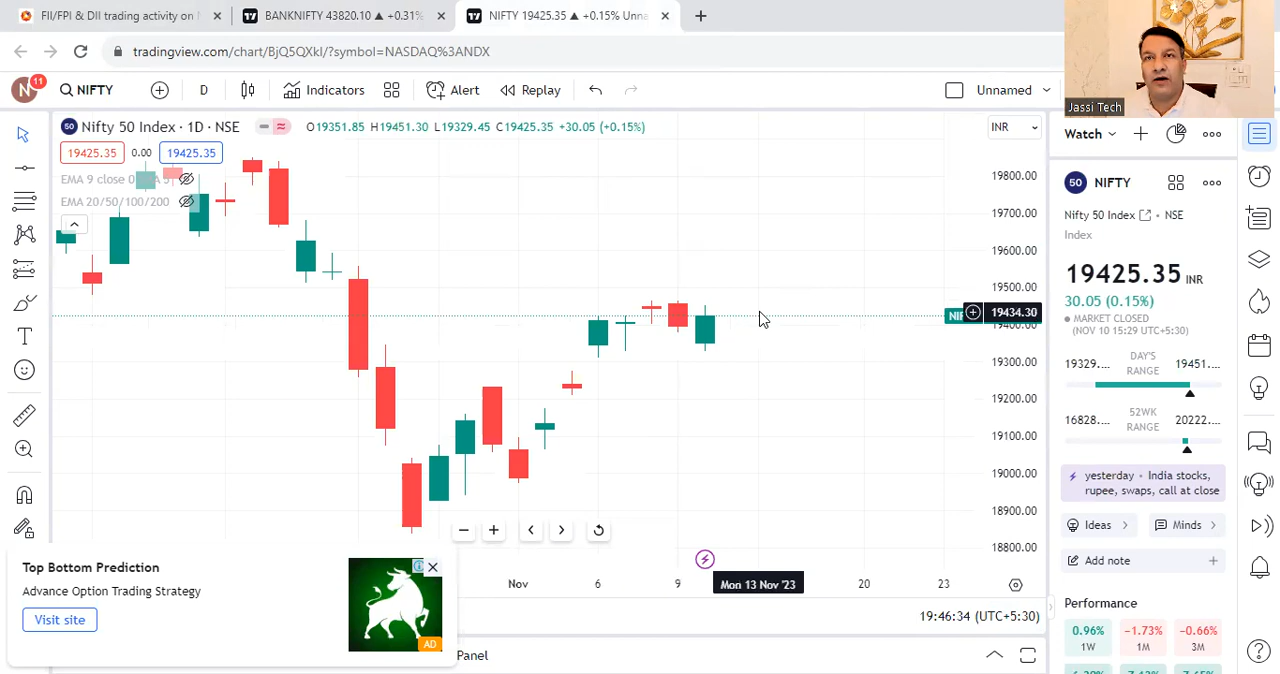 FII/FPI & DII trading activity on N
BANKNIFTY 43820.10 ▲ +0.31%
NIFTY 19425.35 ▲ +0.15% Unna
tradingview.com/chart/BjQ5QXkI/?symbol=NASDAQ%3ANDX
N 11
NIFTY
D
Indicators
Alert
Replay
Unnamed
Jassi Tech
50 Nifty 50 Index · 1D · NSE
O19351.85 H19451.30 L19329.45 C19425.35 +30.05 (+0.15%)
INR
19425.35 0.00 19425.35
EMA 9 close 0
EMA 20/50/100/200
19800.00
19700.00
19600.00
19500.00
19434.30
19400.00
19300.00
19200.00
19100.00
19000.00
18900.00
18800.00
Nov
6
9
Mon 13 Nov '23
20
23
19:46:34 (UTC+5:30)
Panel
Top Bottom Prediction
Advance Option Trading Strategy
Visit site
AD
Watch
50 NIFTY
Nifty 50 Index · NSE
Index
19425.35 INR
30.05 (0.15%)
MARKET CLOSED
(NOV 10 15:29 UTC+5:30)
19329.... DAY'S RANGE 19451....
16828.... 52WK RANGE 20222....
yesterday · India stocks,
rupee, swaps, call at close
Ideas
Minds
Add note
Performance
0.96% −1.73% −0.66%
1W 1M 3M